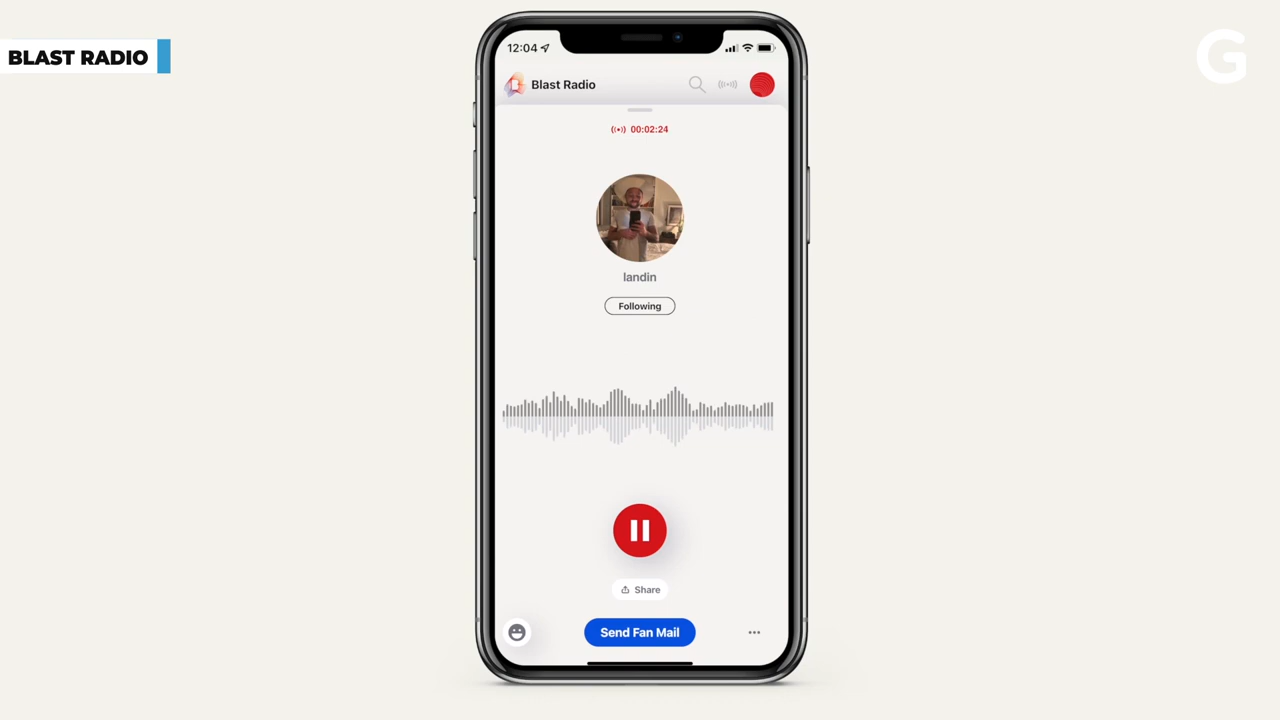 BLAST RADIO
G
12:04
Blast Radio
00:02:24
landin
Following
Share
Send Fan Mail